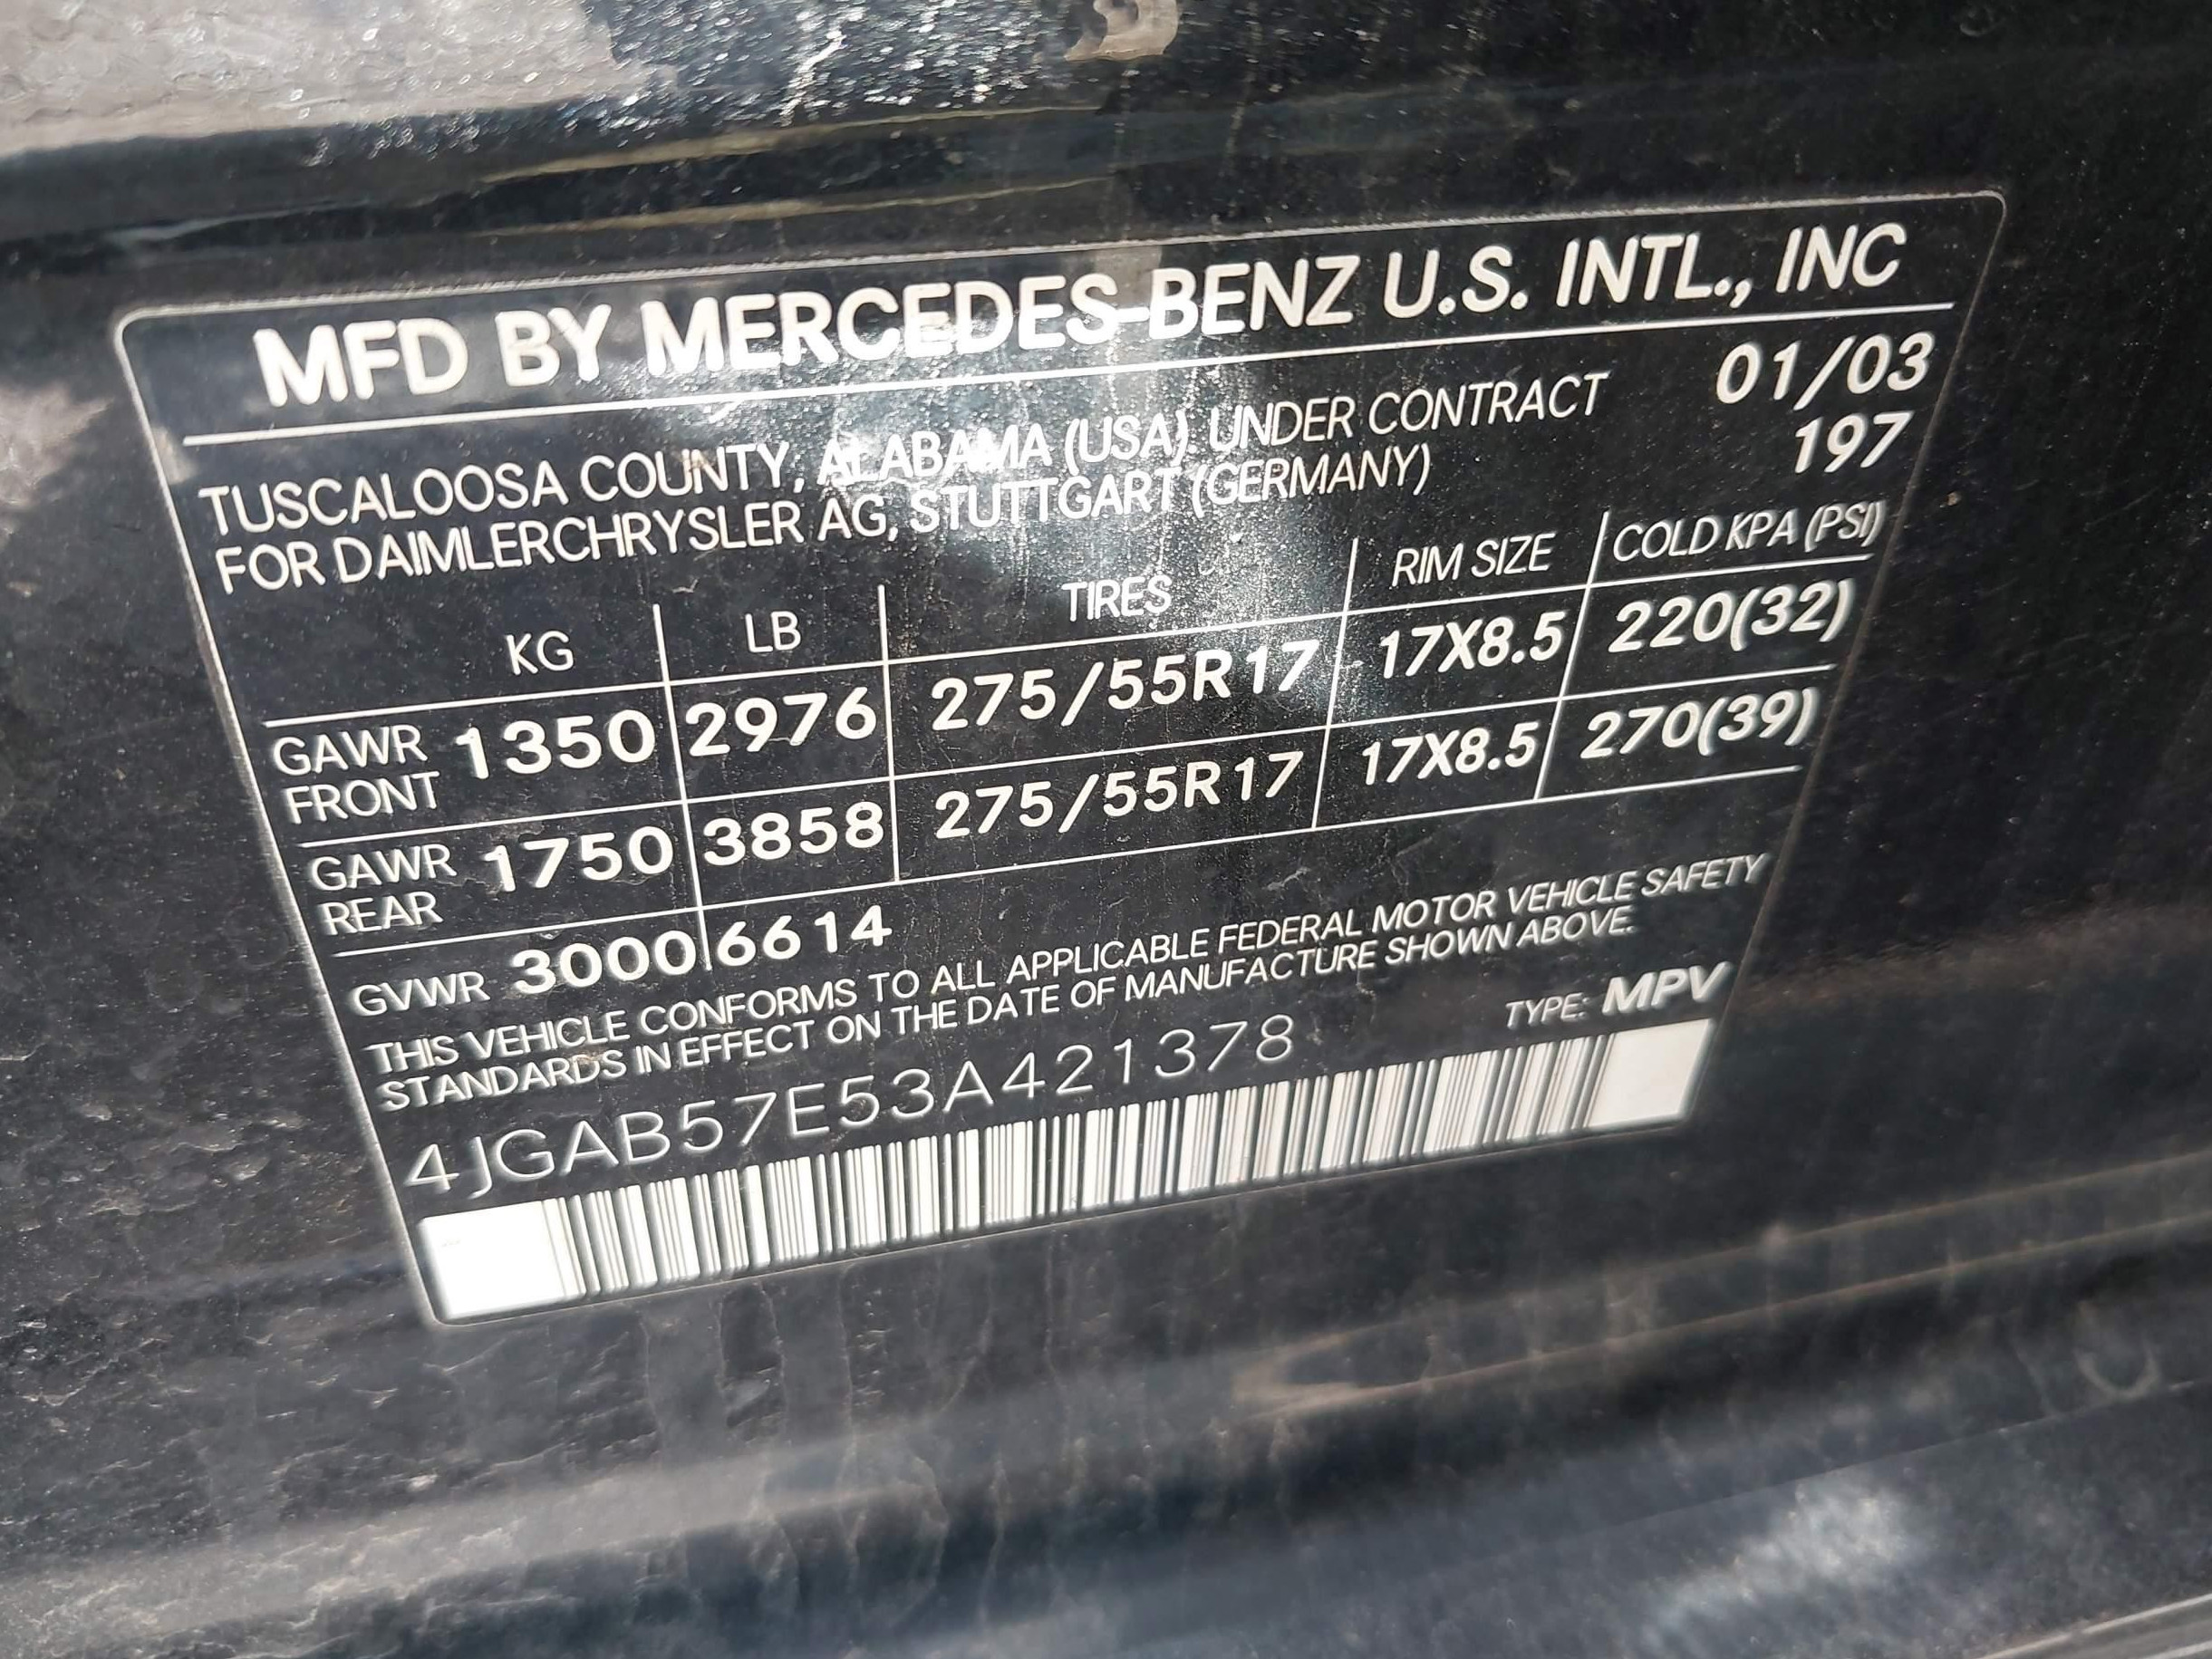 MFD BY MERCEDES-BENZ U.S. INTL., INC
01/03
TUSCALOOSA COUNTY, ALABAMA (USA) UNDER CONTRACT
197
FOR DAIMLERCHRYSLER AG, STUTTGART (GERMANY)
KG LB TIRES RIM SIZE COLD KPA (PSI)
GAWR FRONT 1350 2976 275/55R17 17X8.5 220(32)
GAWR REAR 1750 3858 275/55R17 17X8.5 270(39)
GVWR 3000 6614
THIS VEHICLE CONFORMS TO ALL APPLICABLE FEDERAL MOTOR VEHICLE SAFETY
STANDARDS IN EFFECT ON THE DATE OF MANUFACTURE SHOWN ABOVE.
4JGAB57E53A421378 TYPE: MPV